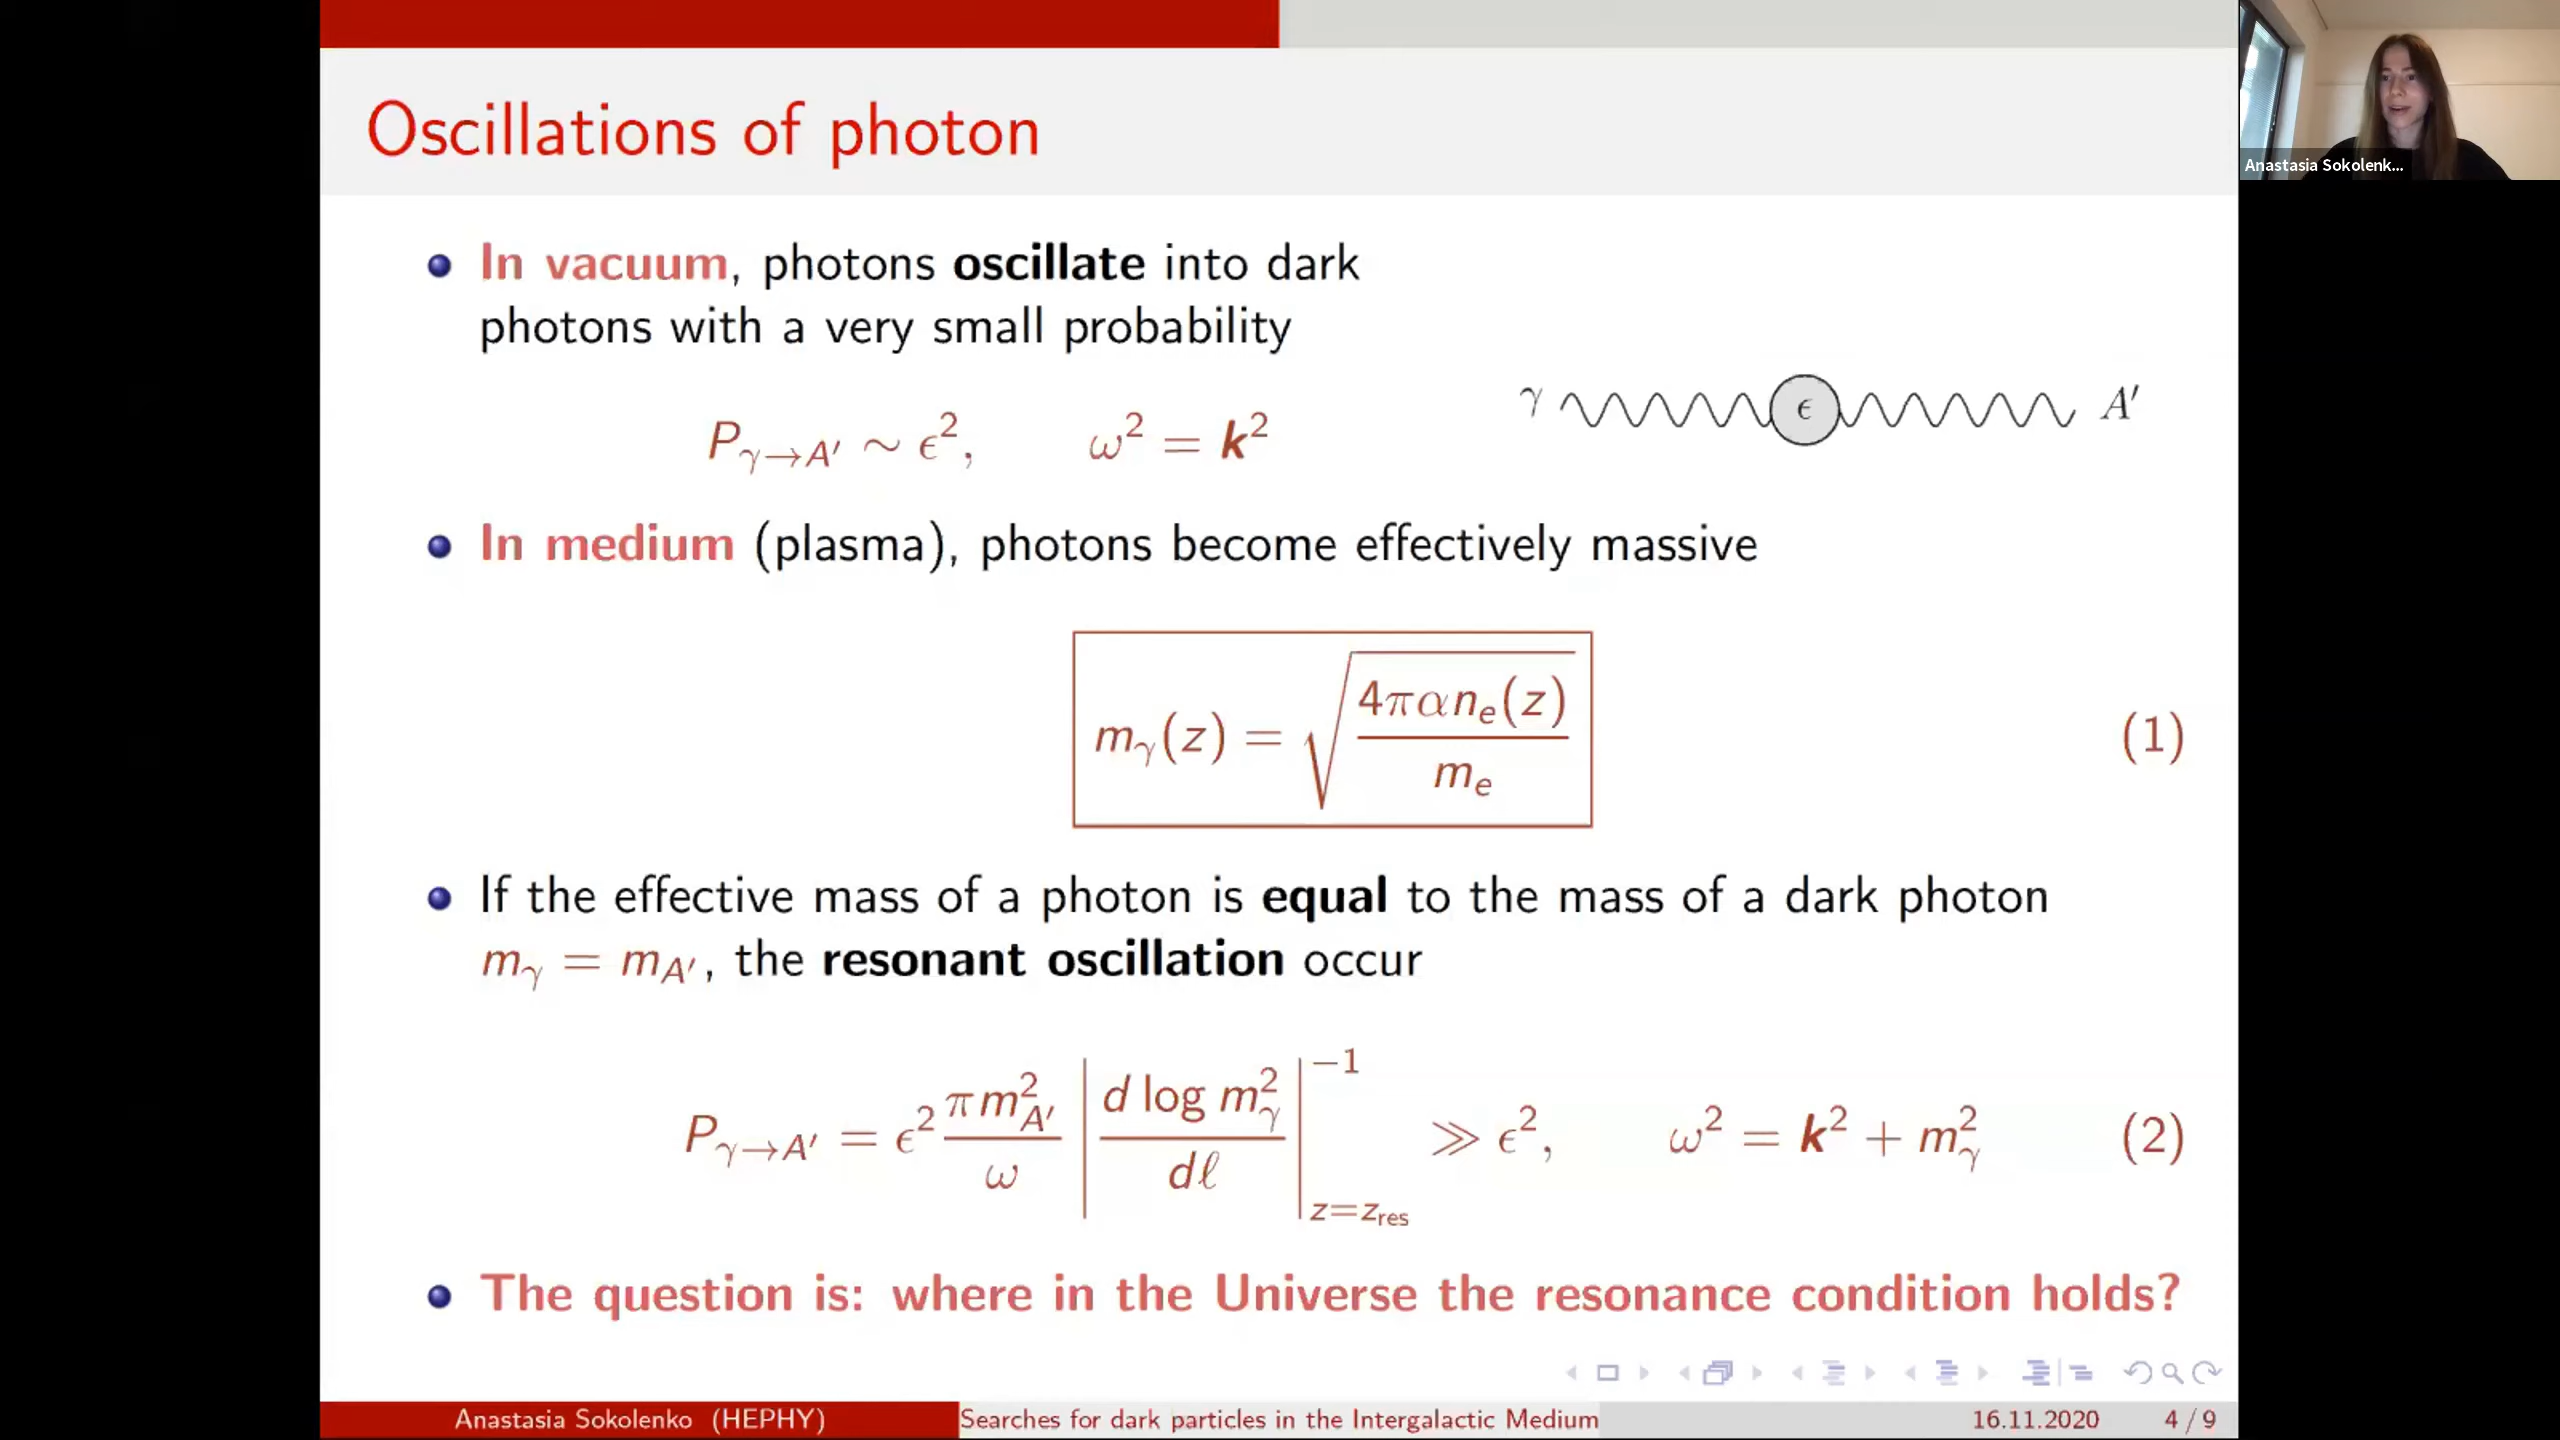 Oscillations of photon
Anastasia Sokolenk...
In vacuum, photons oscillate into dark
photons with a very small probability
P_{γ→A′} ∼ ϵ², ω² = k²
γ ϵ A′
In medium (plasma), photons become effectively massive
m_γ(z) = √(4παn_e(z) / m_e) (1)
If the effective mass of a photon is equal to the mass of a dark photon
m_γ = m_{A′}, the resonant oscillation occur
P_{γ→A′} = ϵ² πm²_{A′} / ω |d log m²_γ / dℓ|⁻¹_{z=z_res} ≫ ϵ², ω² = k² + m²_γ (2)
The question is: where in the Universe the resonance condition holds?
Anastasia Sokolenko (HEPHY) Searches for dark particles in the Intergalactic Medium 16.11.2020 4 / 9